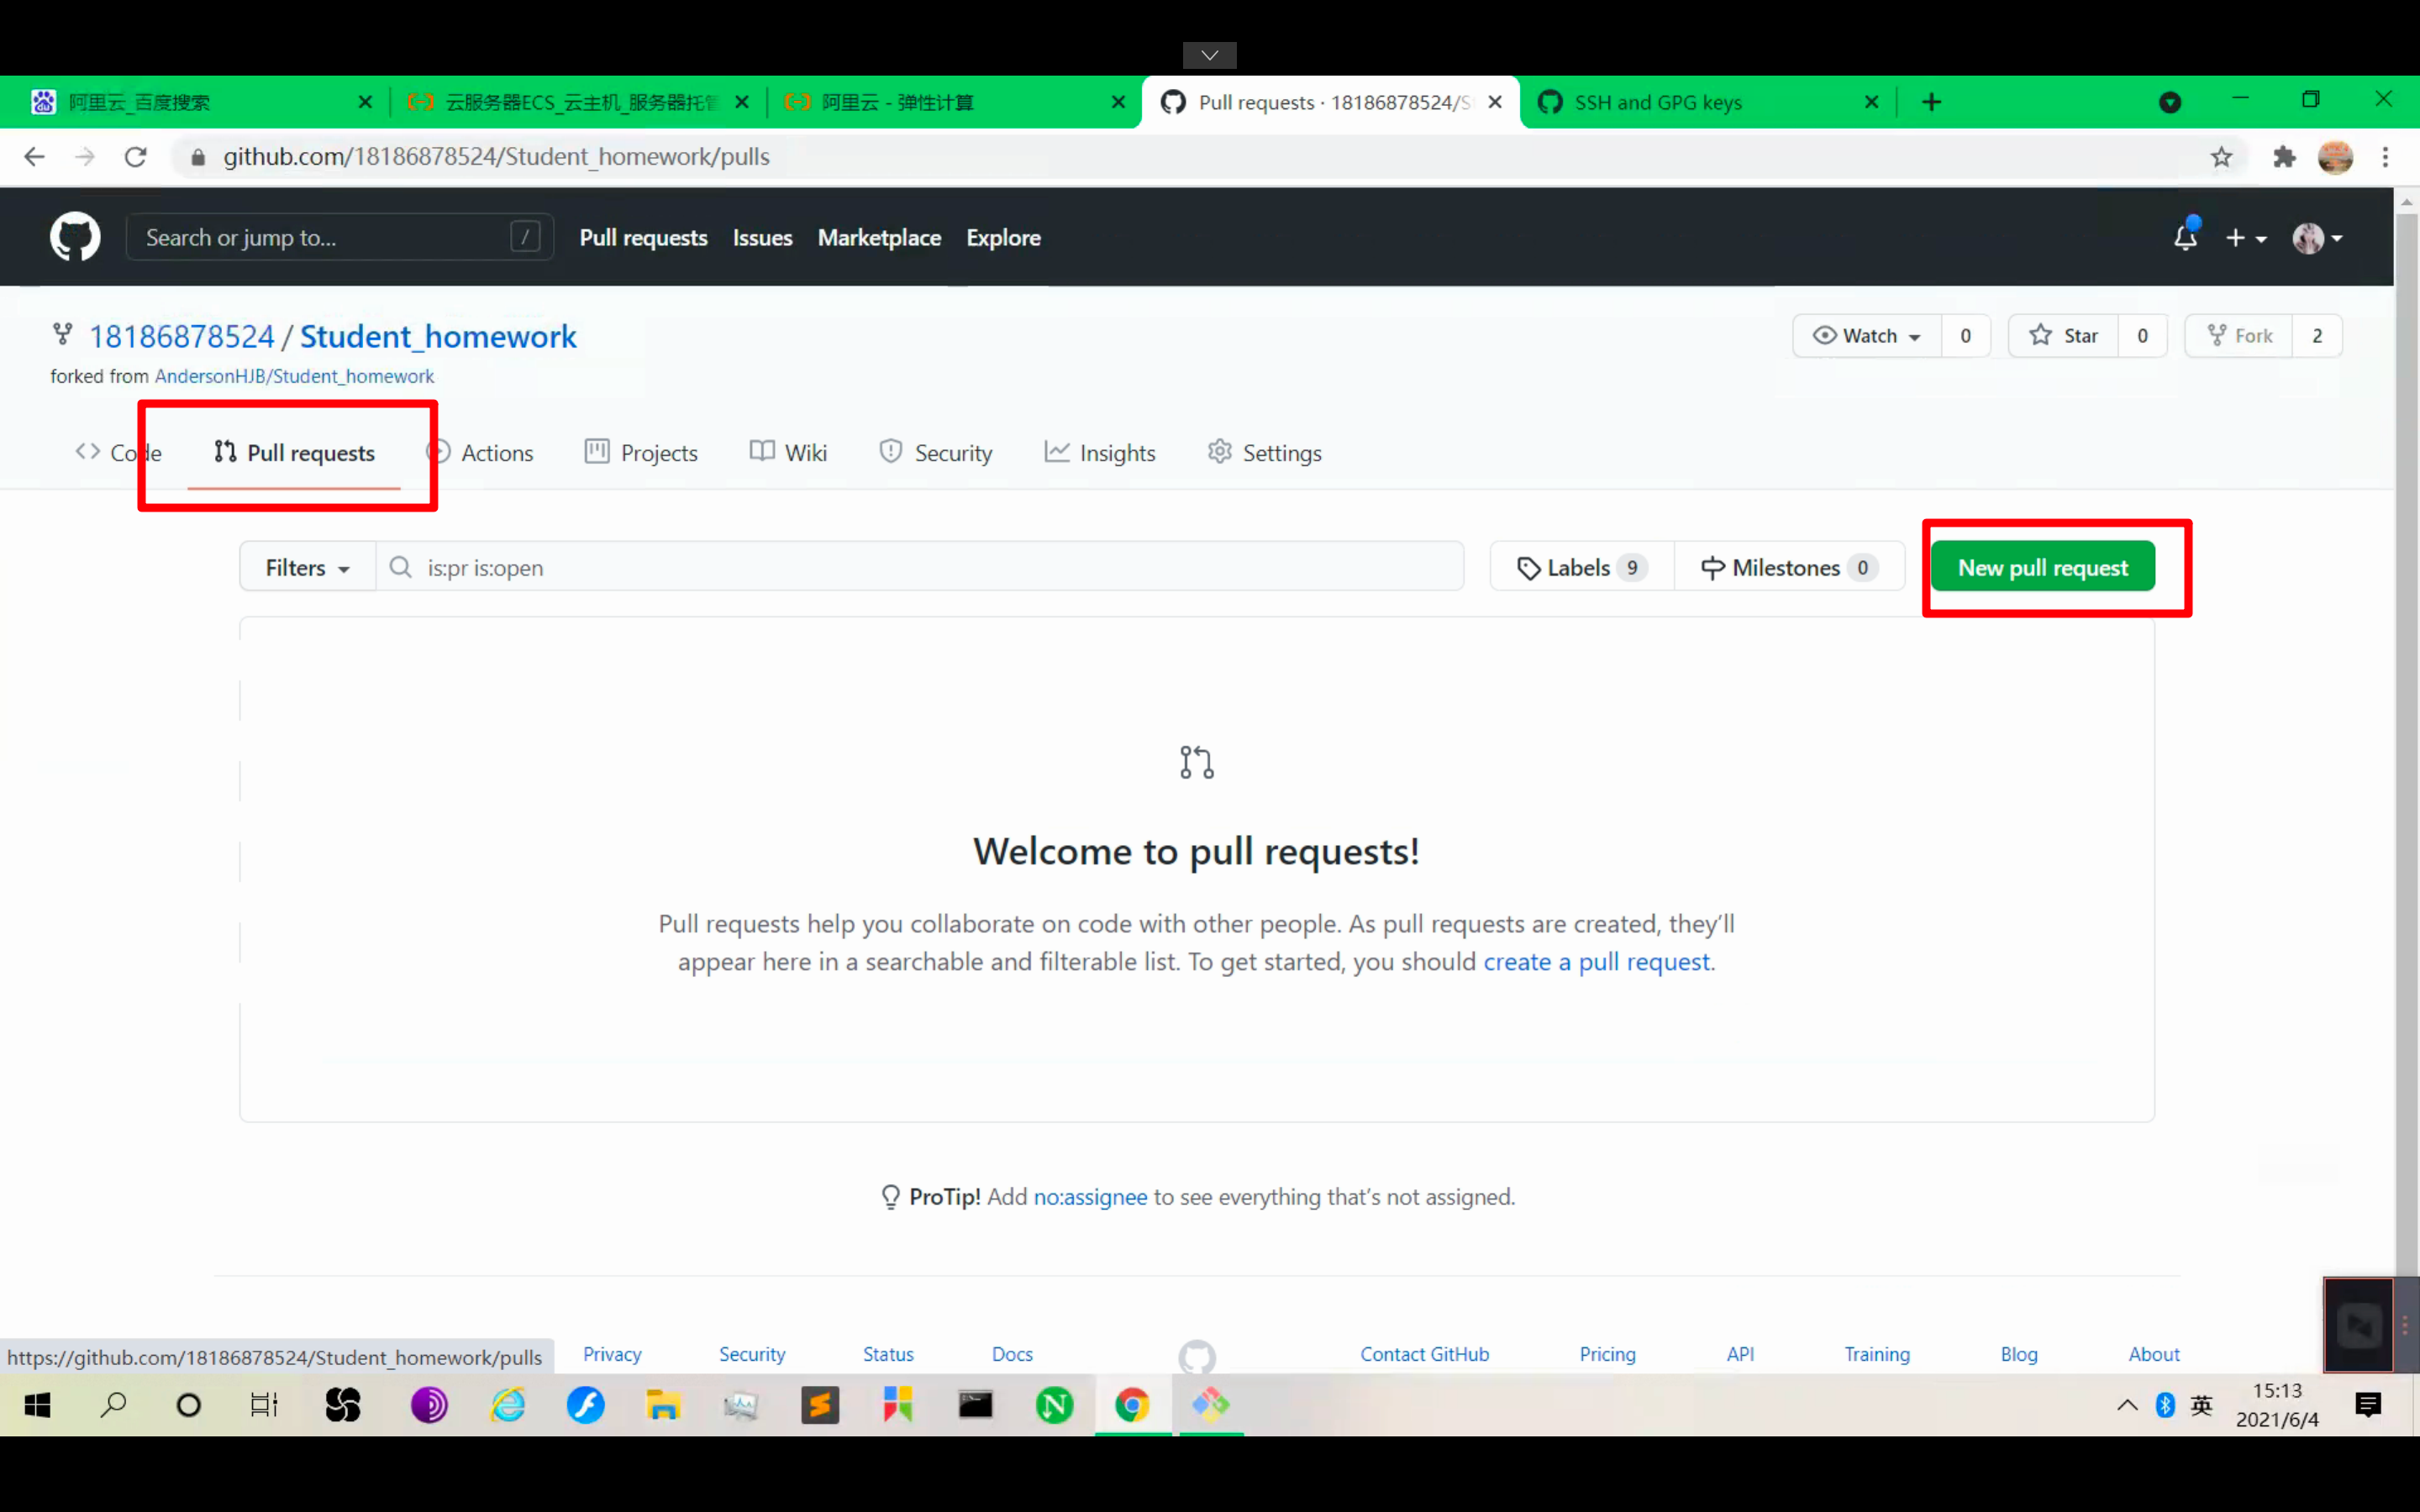 阿里云_百度搜索
云服务器ECS_云主机_服务器托管
阿里云 - 弹性计算
Pull requests · 18186878524/S
SSH and GPG keys
github.com/18186878524/Student_homework/pulls
Search or jump to... /
Pull requests Issues Marketplace Explore
18186878524 / Student_homework
Watch 0 Star 0 Fork 2
forked from AndersonHJB/Student_homework
Code Pull requests Actions Projects Wiki Security Insights Settings
Filters is:pr is:open Labels 9 Milestones 0 New pull request
Welcome to pull requests!
Pull requests help you collaborate on code with other people. As pull requests are created, they’ll
appear here in a searchable and filterable list. To get started, you should create a pull request.
ProTip! Add no:assignee to see everything that’s not assigned.
https://github.com/18186878524/Student_homework/pulls Privacy Security Status Docs Contact GitHub Pricing API Training Blog About
英
15:13
2021/6/4